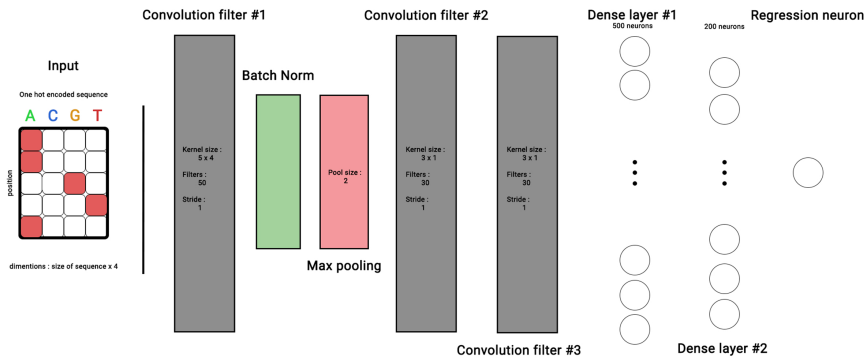 Convolution filter #1
Convolution filter #2
Dense layer #1
500 neurons
200 neurons
Regression neuron
Input
Batch Norm
One hot encoded sequence
A C G T
position
dimentions : size of sequence x 4
Kernel size :
5 x 4
Filters :
50
Stride :
1
Pool size :
2
Max pooling
Kernel size :
3 x 1
Filters :
30
Stride :
1
Kernel size :
3 x 1
Filters :
30
Stride :
1
Convolution filter #3
Dense layer #2